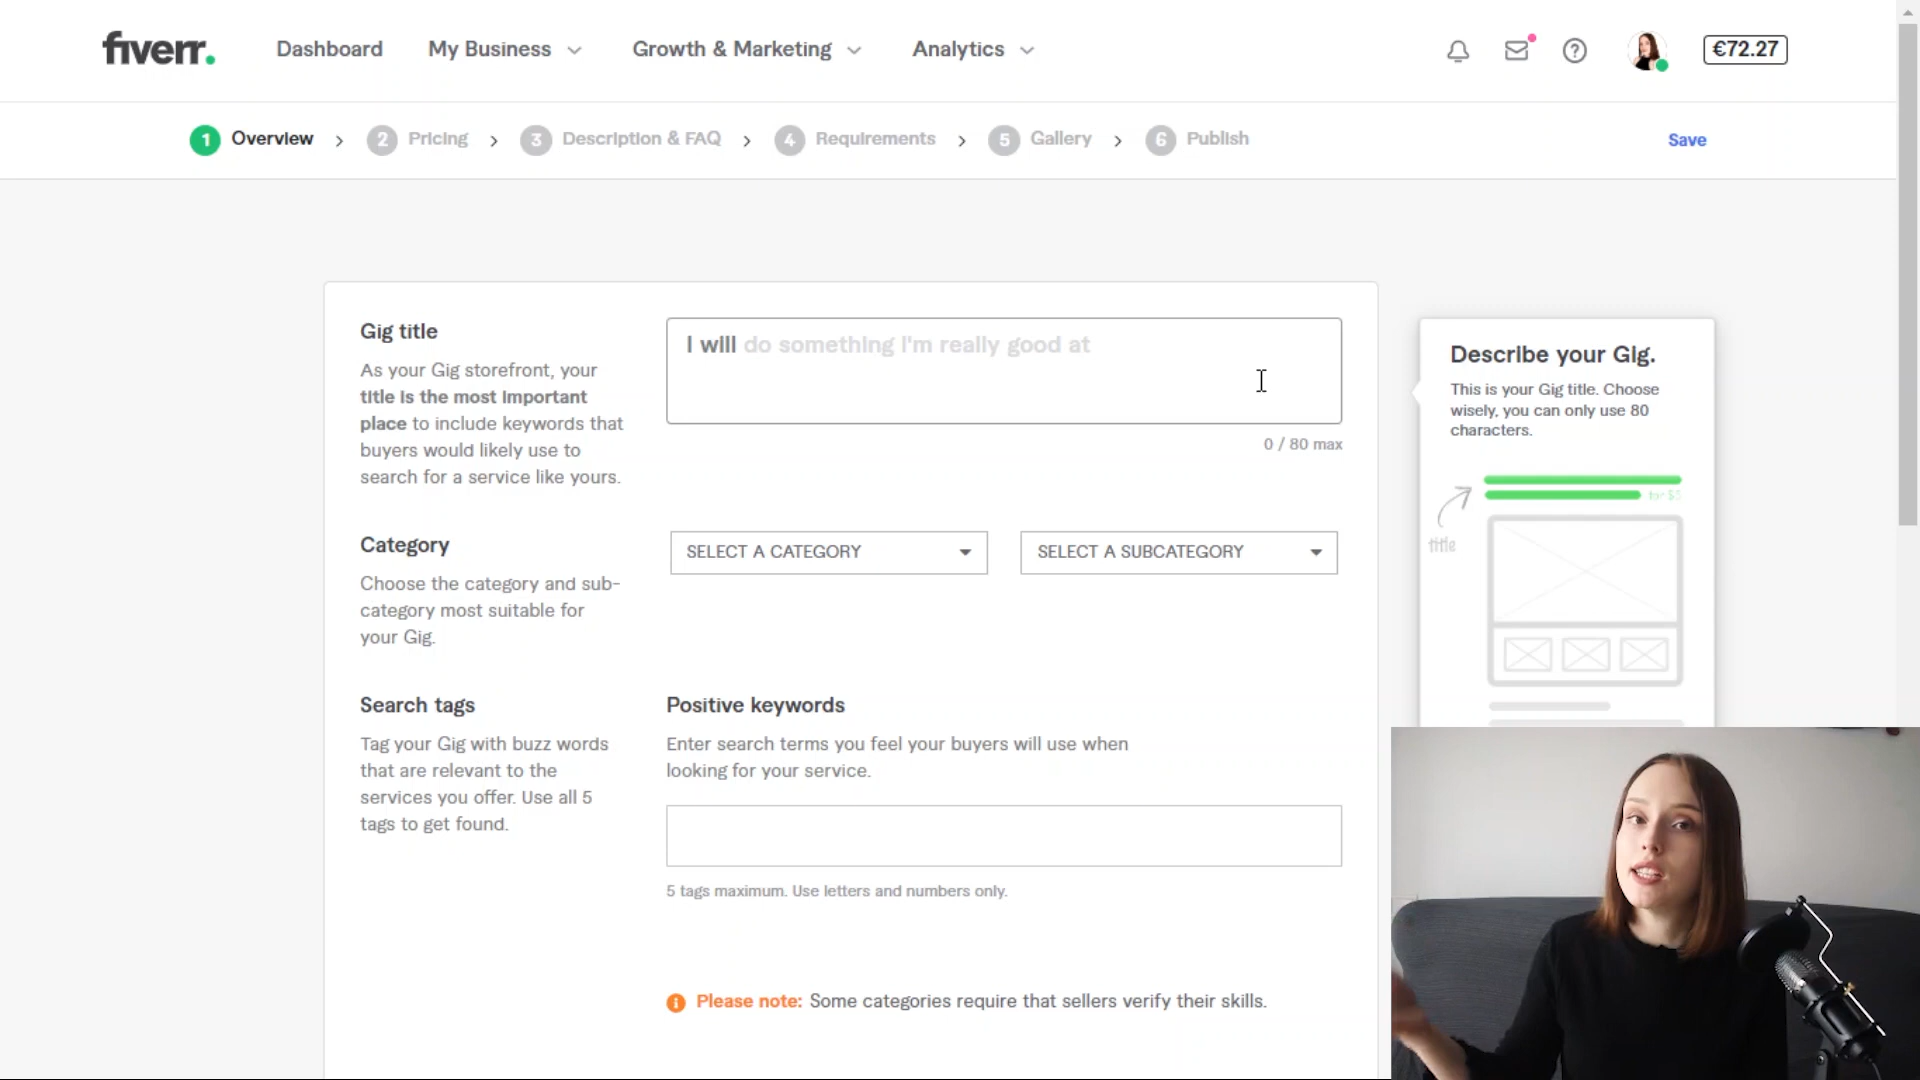 fiverr.
Dashboard
My Business
Growth & Marketing
Analytics
€72.27
1 Overview
2 Pricing
3 Description & FAQ
4 Requirements
5 Gallery
6 Publish
Save
Gig title
As your Gig storefront, your
title is the most important
place to include keywords that
buyers would likely use to
search for a service like yours.
I will do something I'm really good at
0 / 80 max
Describe your Gig.
This is your Gig title. Choose
wisely, you can only use 80
characters.
for $5
title
Category
Choose the category and sub-
category most suitable for
your Gig.
SELECT A CATEGORY
SELECT A SUBCATEGORY
Search tags
Tag your Gig with buzz words
that are relevant to the
services you offer. Use all 5
tags to get found.
Positive keywords
Enter search terms you feel your buyers will use when
looking for your service.
5 tags maximum. Use letters and numbers only.
Please note: Some categories require that sellers verify their skills.